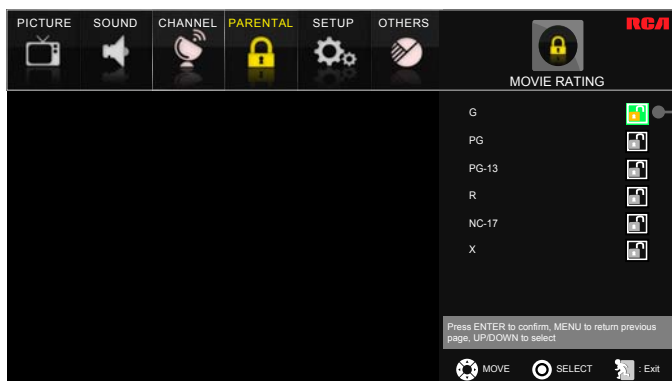 PICTURE SOUND CHANNEL PARENTAL SETUP OTHERS
RCA
MOVIE RATING
G
PG
PG-13
R
NC-17
X
Press ENTER to confirm, MENU to return previous
page, UP/DOWN to select
MOVE SELECT : Exit